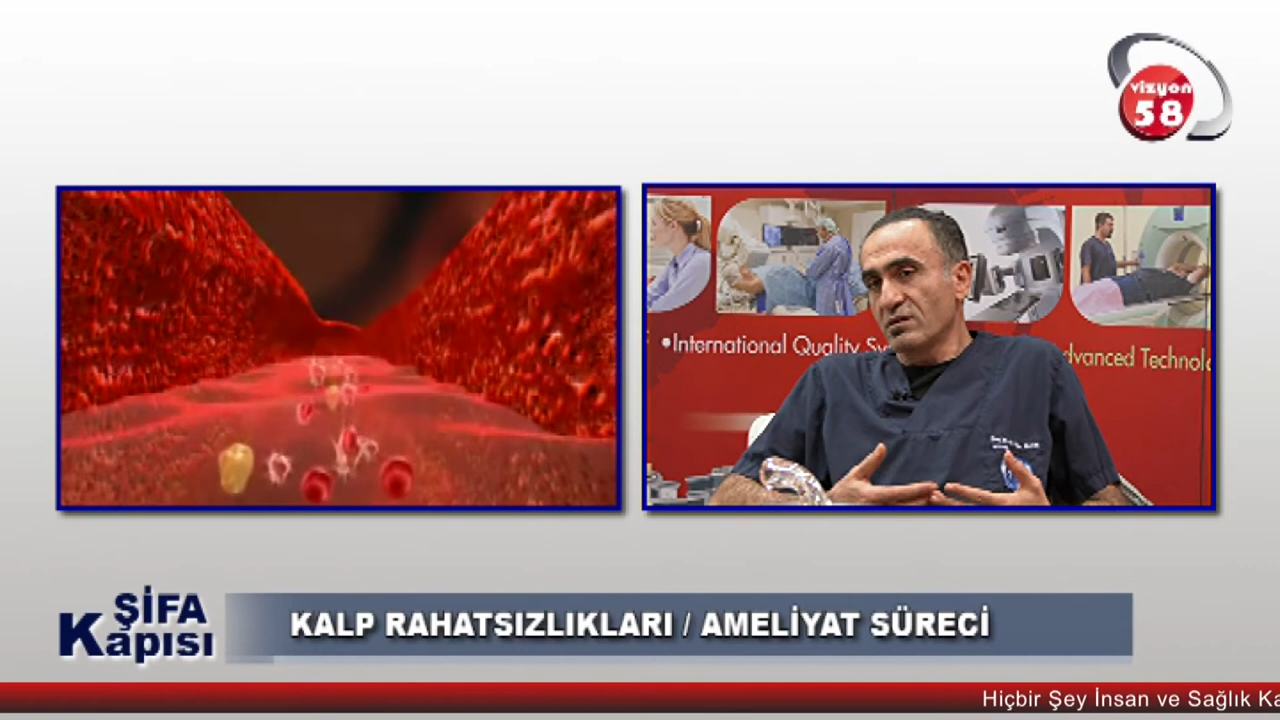 vizyon
58
•International Quality Sy
dvanced Technolo
ŞİFA
Kapısı
KALP RAHATSIZLIKLARI / AMELİYAT SÜRECİ
Hiçbir Şey İnsan ve Sağlık Ka